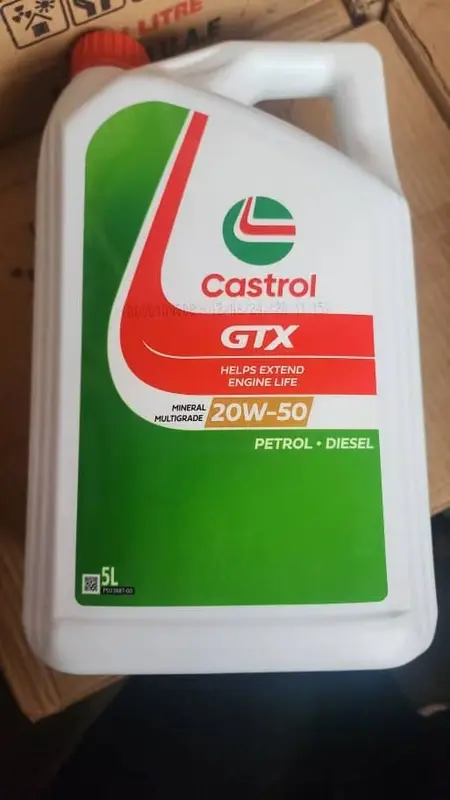 LITRE
U.A.E
Castrol
GTX
HELPS EXTEND
ENGINE LIFE
MINERAL
MULTIGRADE
20W-50
PETROL • DIESEL
5L